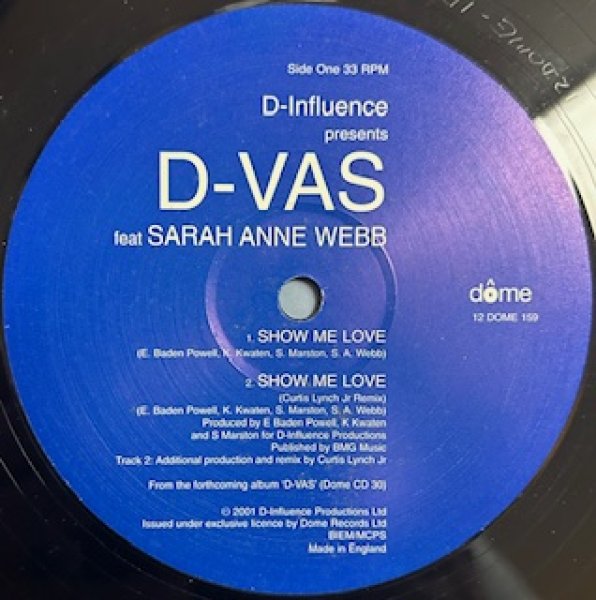 Side One 33 RPM
D-Influence
presents
D-VAS
feat SARAH ANNE WEBB
dôme
12 DOME 159
1. SHOW ME LOVE
(E. Baden Powell, K. Kwaten, S. Marston, S. A. Webb)
2. SHOW ME LOVE
(Curtis Lynch Jr Remix)
(E. Baden Powell, K. Kwaten, S. Marston, S. A. Webb)
Produced by E Baden Powell, K Kwaten
and S Marston for D-Influence Productions
Published by BMG Music
Track 2: Additional production and remix by Curtis Lynch Jr
From the forthcoming album 'D-VAS' (Dome CD 30)
℗ 2001 D-Influence Productions Ltd
Issued under exclusive licence by Dome Records Ltd
BIEM/MCPS
Made in England